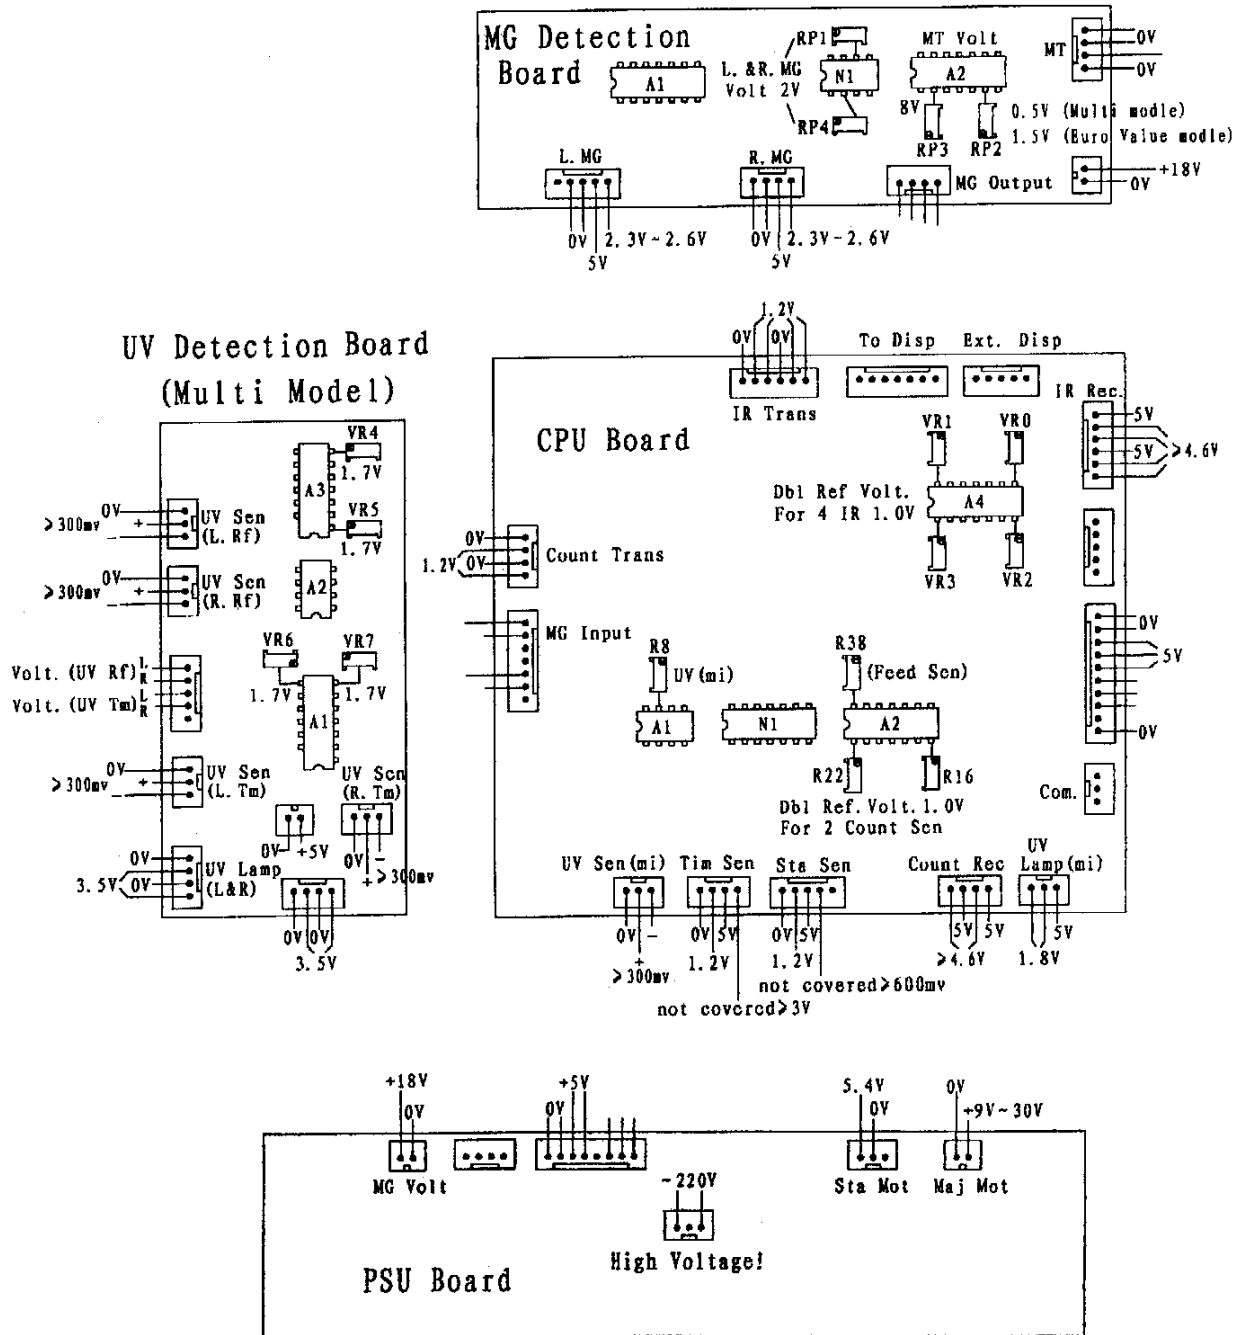 MG Detection
Board
A1
L.&R. MG
Volt 2V
RP1
RP4
N1
MT Volt
A2
8V
RP3
RP2
0.5V (Multi modle)
1.5V (Euro Value modle)
MT
0V
0V
+18V
0V
L. MG
R. MG
MG Output
0V
2.3V~2.6V
5V
0V
2.3V~2.6V
5V
UV Detection Board
(Multi Model)
VR4
1.7V
A3
VR5
1.7V
A2
0V
≥300mv
+
−
UV Sen
(L. Rf)
0V
≥300mv
+
−
UV Sen
(R. Rf)
VR6
VR7
1.7V
1.7V
A1
Volt. (UV Rf)
L
R
Volt. (UV Tm)
L
R
0V
≥300mv
+
−
UV Sen
(L. Tm)
UV Sen
(R. Tm)
0V
+5V
0V
−
+
≥300mv
0V
3.5V
0V
UV Lamp
(L&R)
0V
0V
3.5V
CPU Board
1.2V
0V
0V
IR Trans
To Disp
Ext. Disp
IR Rec.
5V
5V
≥4.6V
VR1
VR0
Dbl Ref Volt.
For 4 IR 1.0V
A4
VR3
VR2
0V
1.2V
0V
Count Trans
MG Input
R8
UV(mi)
A1
N1
R38
(Feed Sen)
A2
R22
R16
Dbl Ref.Volt.1.0V
For 2 Count Sen
0V
5V
0V
Com.
UV Sen(mi)
Tim Sen
Sta Sen
Count Rec
UV
Lamp(mi)
0V
−
+
≥300mv
0V
5V
1.2V
not covered≥3V
0V
5V
1.2V
not covered≥600mv
5V
5V
≥4.6V
5V
1.8V
+18V
0V
MG Volt
+5V
0V
5.4V
0V
Sta Mot
0V
+9V~30V
Maj Mot
~220V
High Voltage!
PSU Board